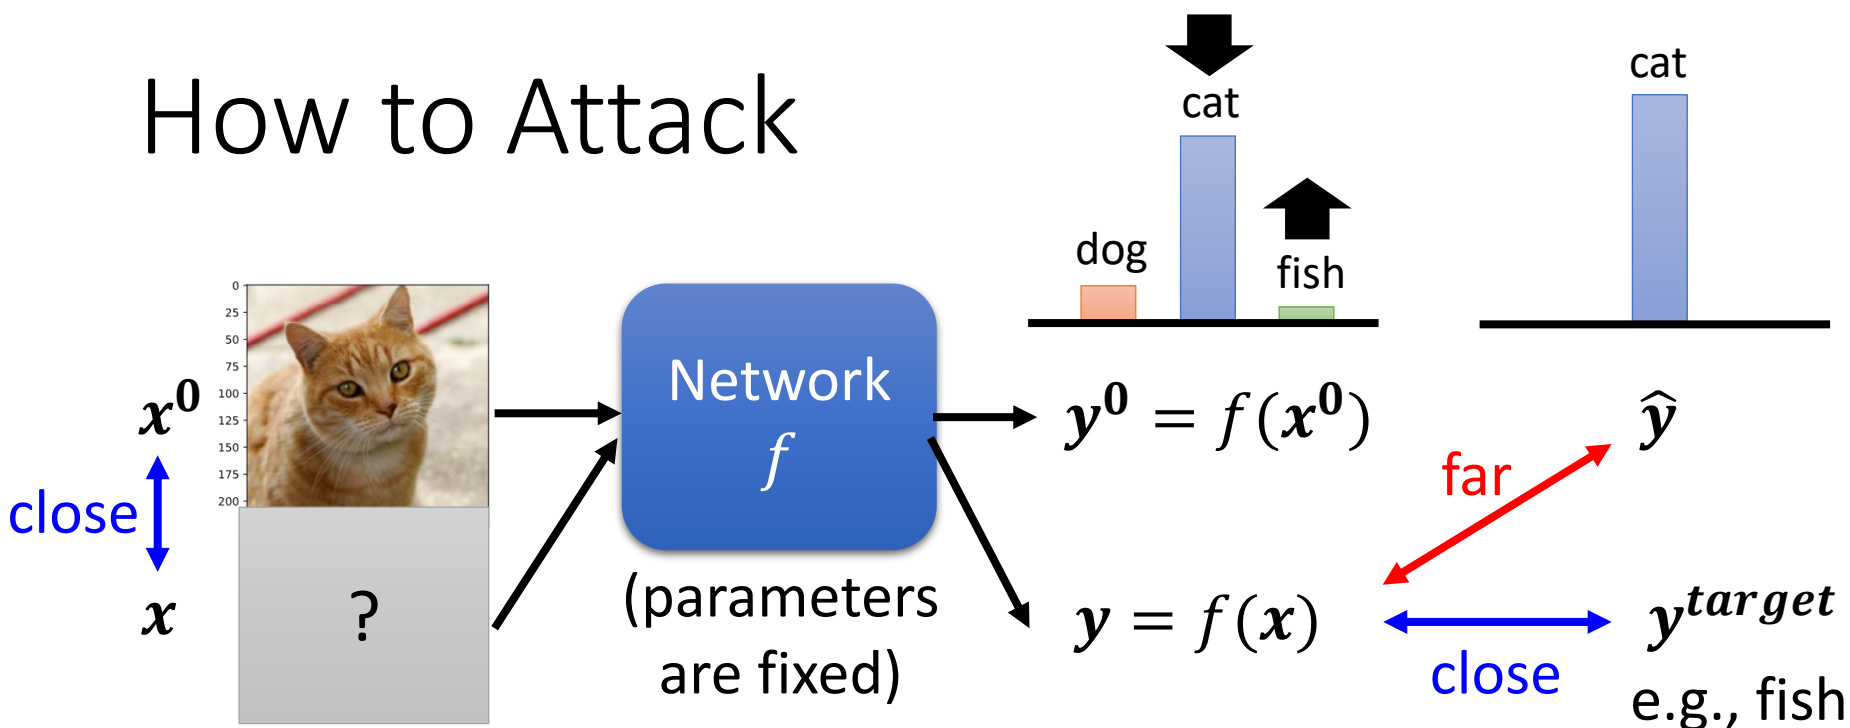 How to Attack
cat
dog
fish
cat
0
25
50
75
100
125
150
175
200
x⁰
close
x
?
Network
f
(parameters
are fixed)
y⁰ = f(x⁰)
ŷ
far
y = f(x)
close
y^target
e.g., fish